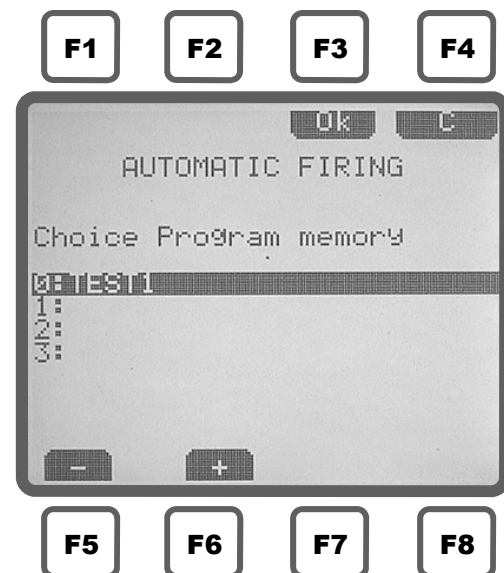 F1 F2 F3 F4
Ok C
AUTOMATIC FIRING
Choice Program memory
0:TEST1
1:
2:
3:
- +
F5 F6 F7 F8